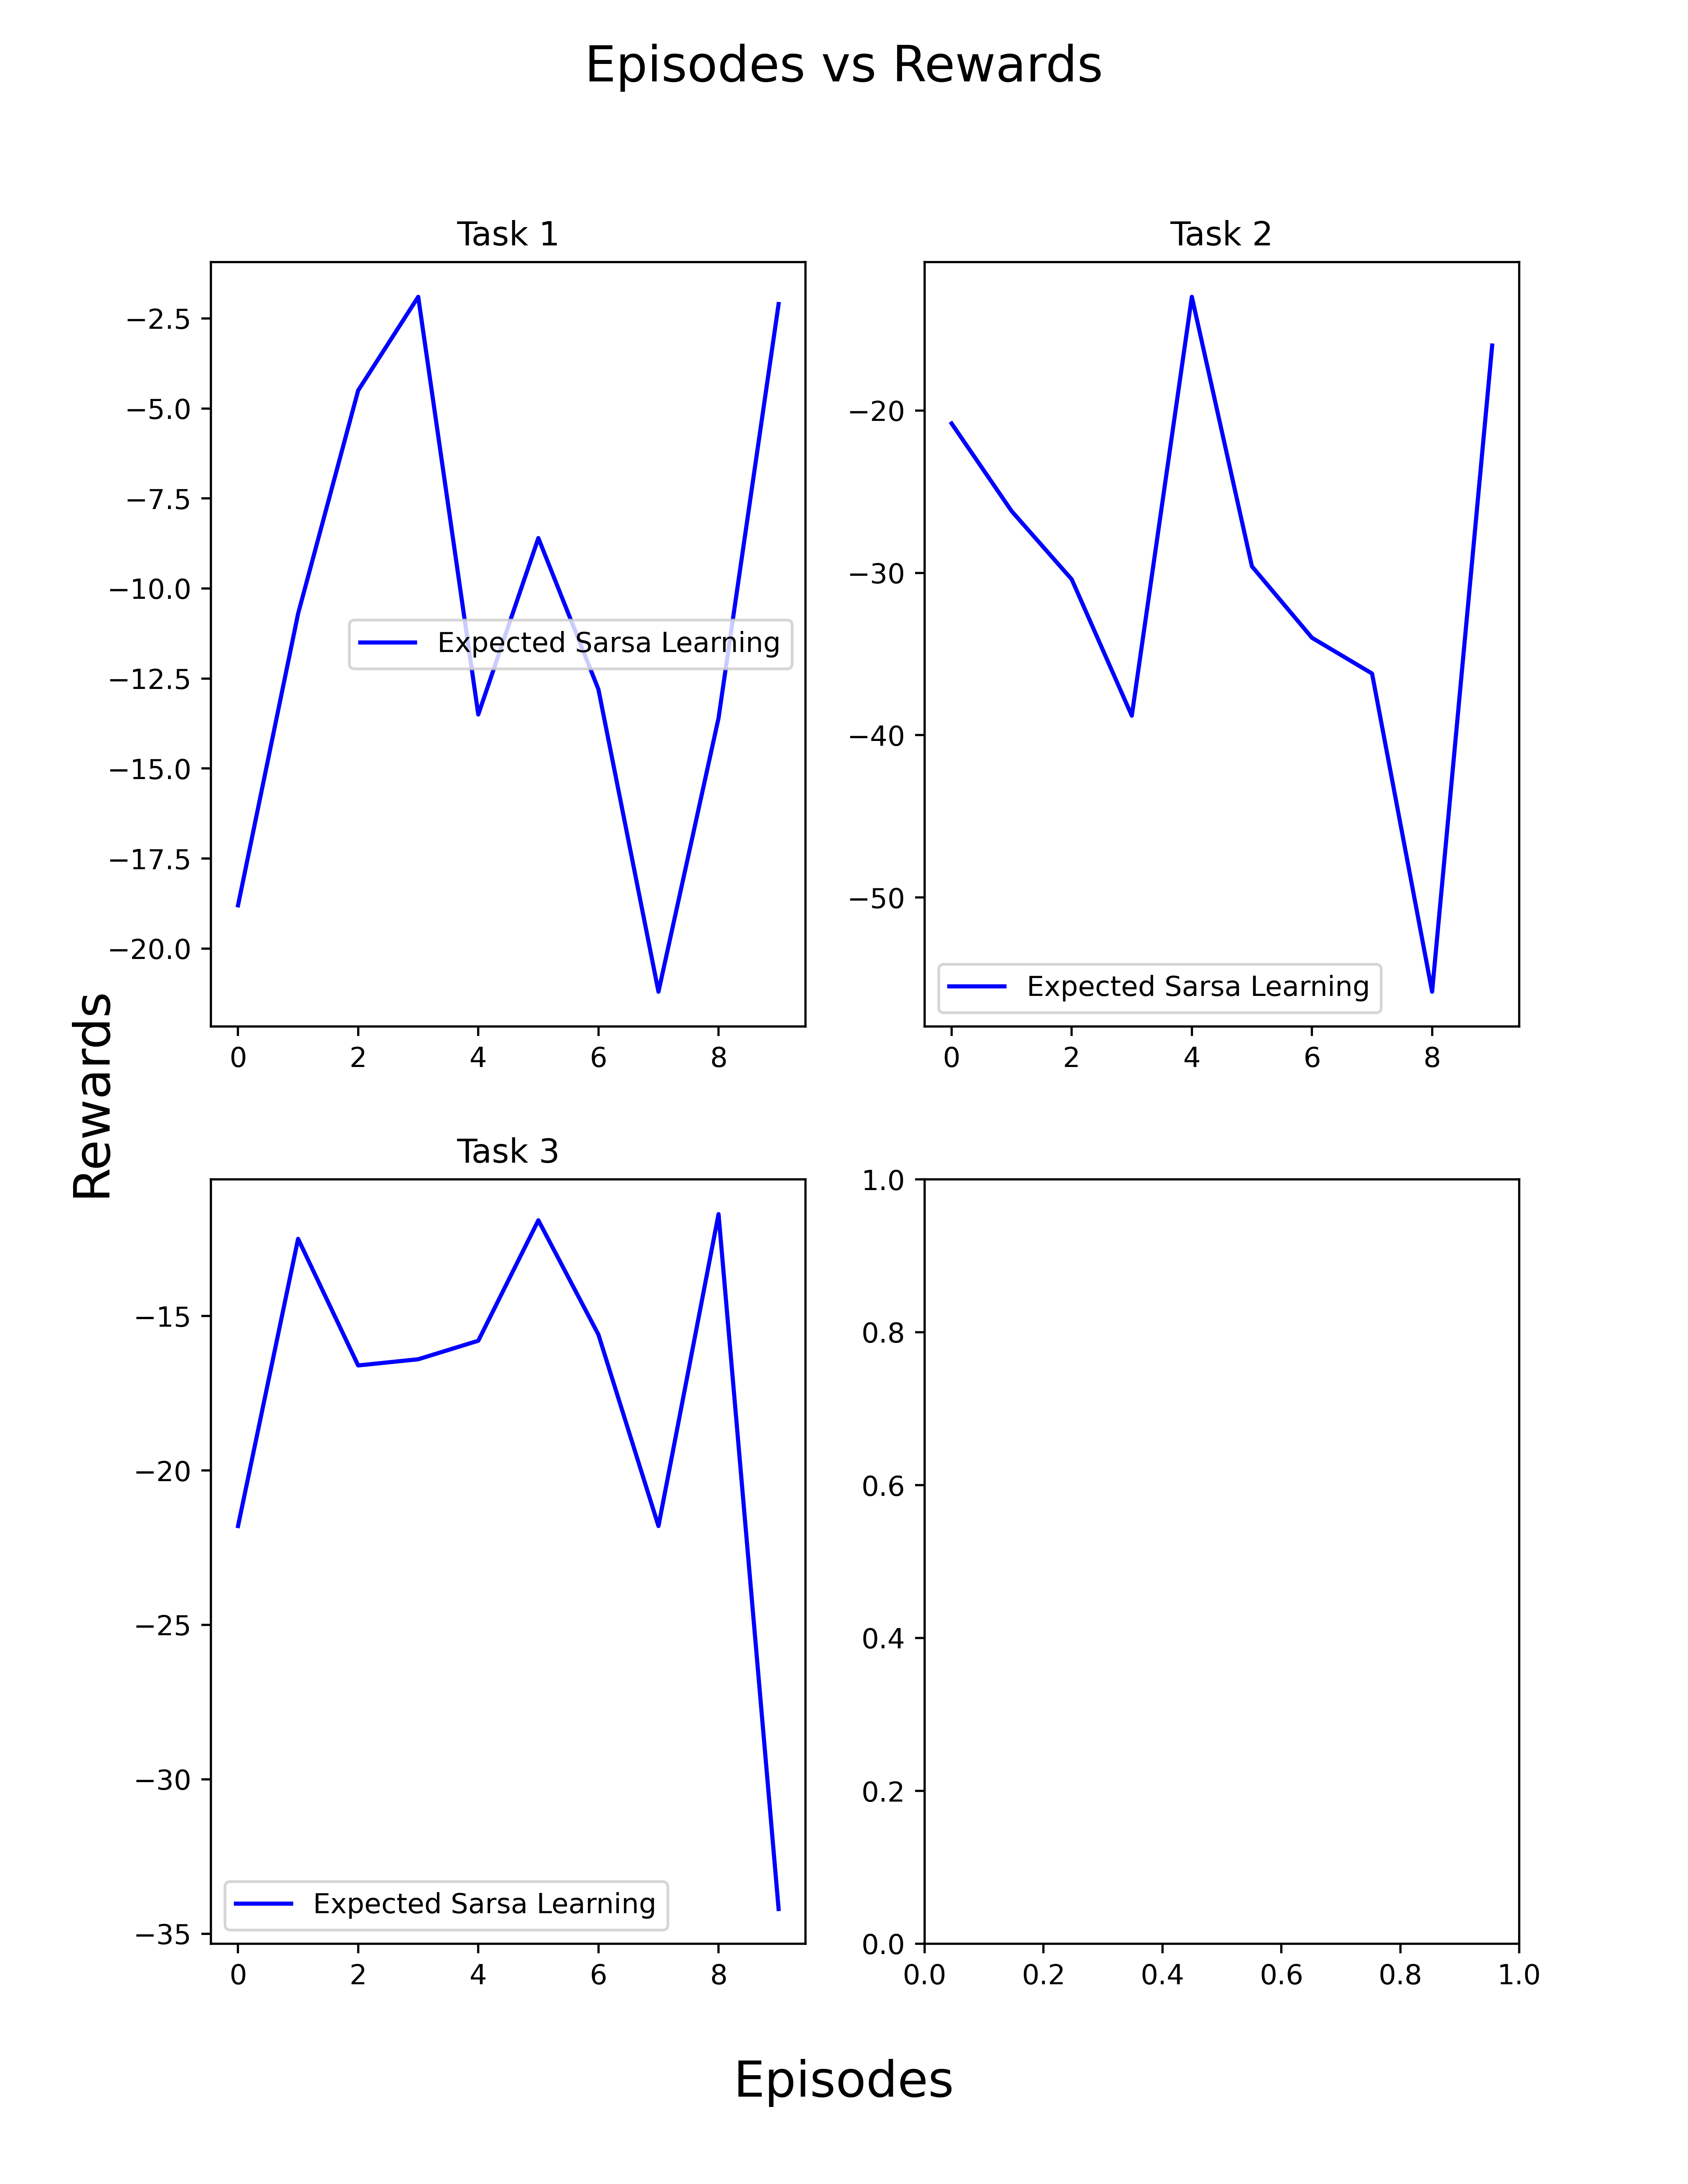 Episodes vs Rewards
Task 1
−2.5
−5.0
−7.5
−10.0
−12.5
−15.0
−17.5
−20.0
Expected Sarsa Learning
0 2 4 6 8
Task 2
−20
−30
−40
−50
Expected Sarsa Learning
0 2 4 6 8
Rewards
Task 3
−15
−20
−25
−30
−35
Expected Sarsa Learning
0 2 4 6 8
1.0
0.8
0.6
0.4
0.2
0.0
0.0 0.2 0.4 0.6 0.8 1.0
Episodes